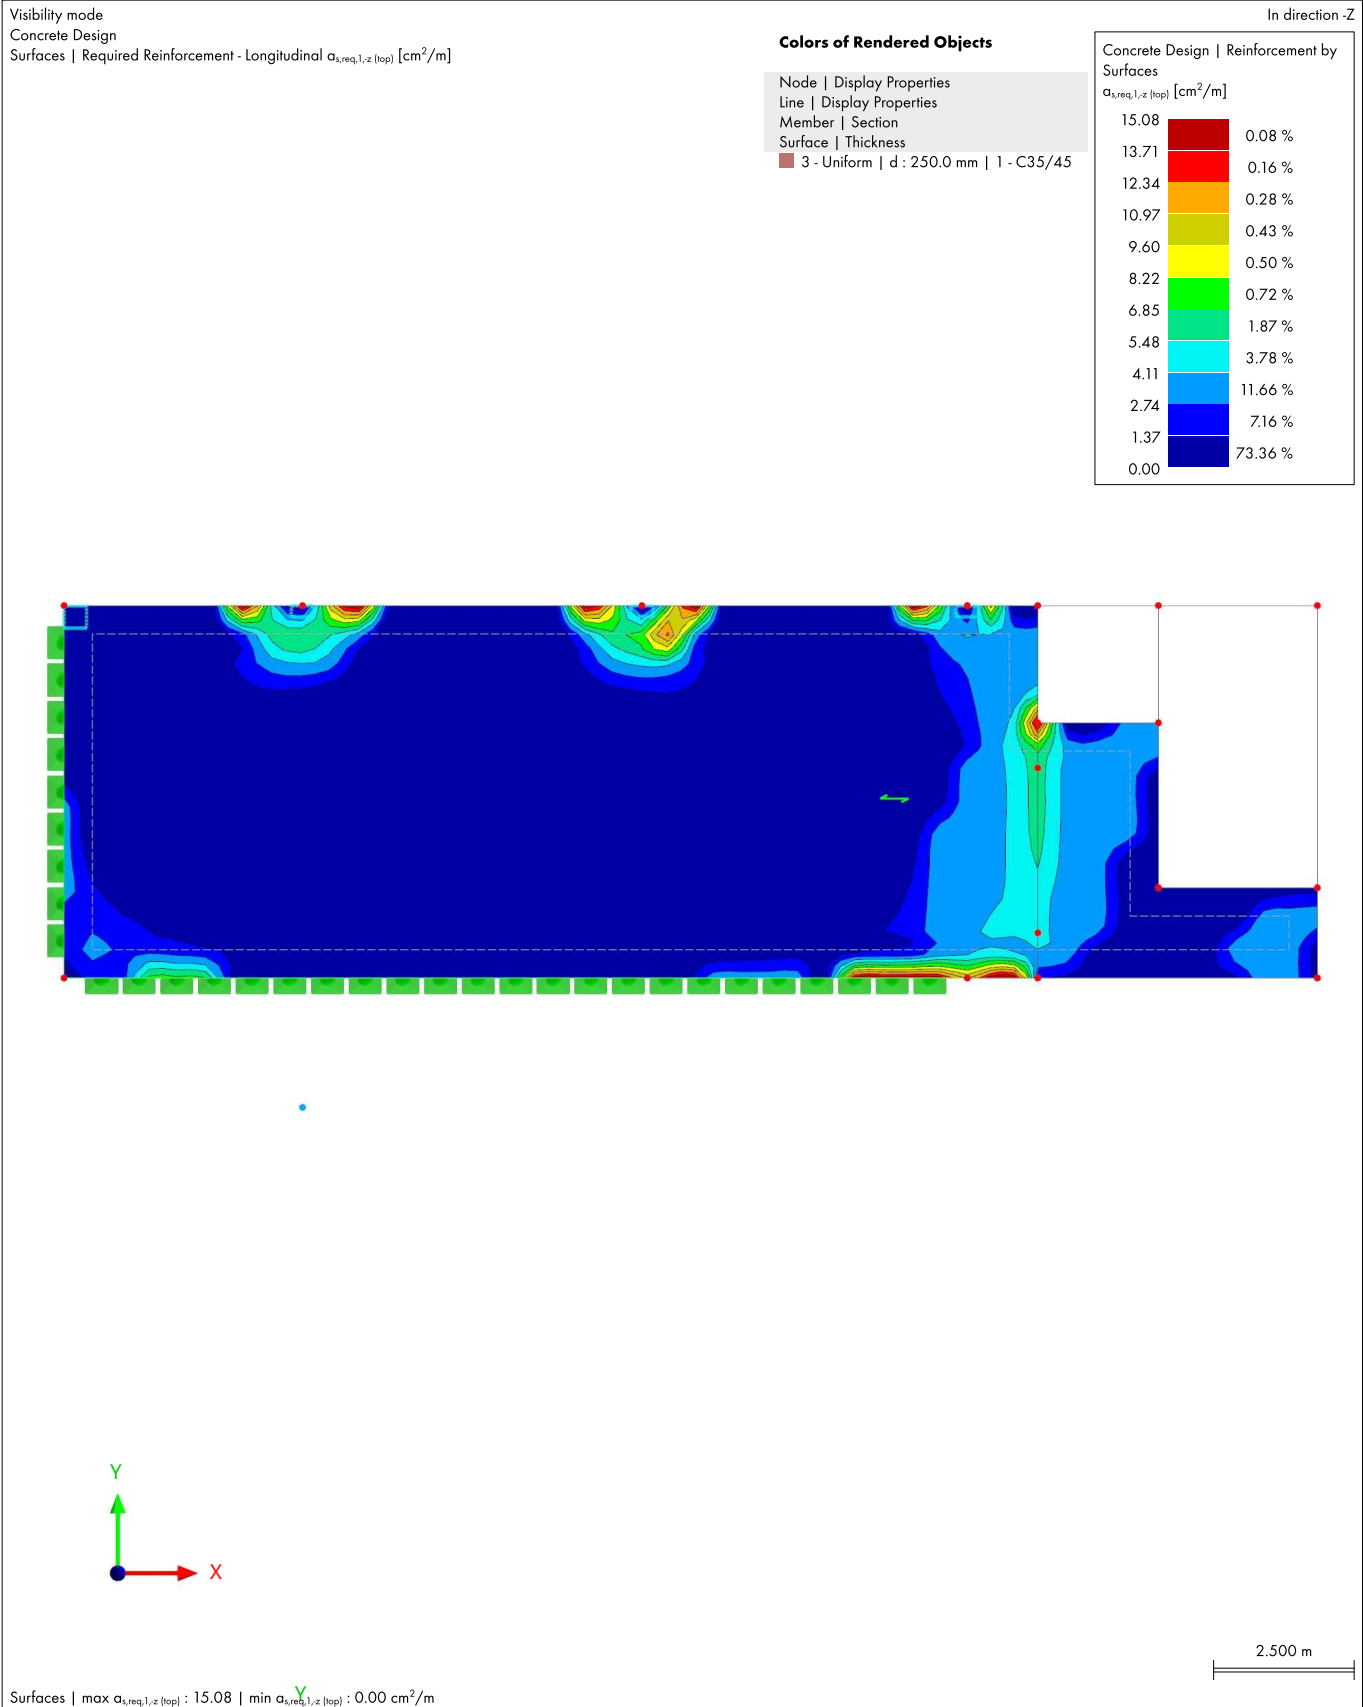 Visibility mode
Concrete Design
Surfaces | Required Reinforcement - Longitudinal as,req,1,-z (top) [cm²/m]
In direction -Z
Colors of Rendered Objects
Node | Display Properties
Line | Display Properties
Member | Section
Surface | Thickness
3 - Uniform | d : 250.0 mm | 1 - C35/45
Concrete Design | Reinforcement by
Surfaces
as,req,1,-z (top) [cm²/m]
15.08
0.08 %
13.71
0.16 %
12.34
0.28 %
10.97
0.43 %
9.60
0.50 %
8.22
0.72 %
6.85
1.87 %
5.48
3.78 %
4.11
11.66 %
2.74
7.16 %
1.37
73.36 %
0.00
Y
X
2.500 m
Y
Surfaces | max as,req,1,-z (top) : 15.08 | min as,req,1,-z (top) : 0.00 cm²/m